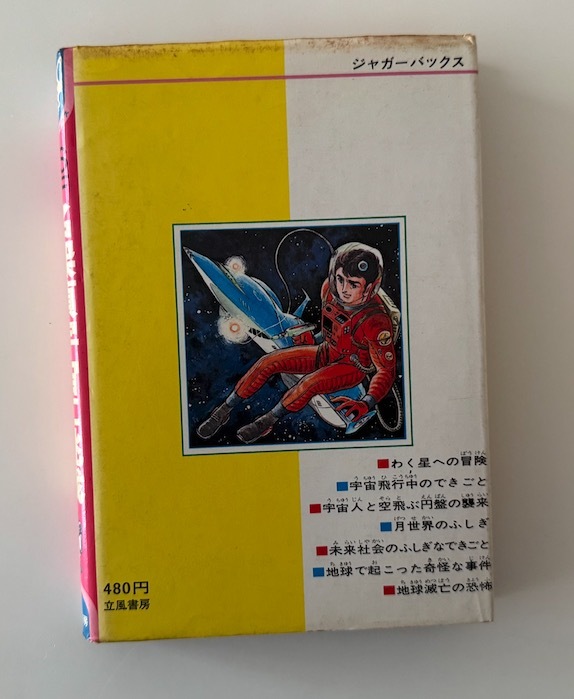 ジャガーバックス
■わく星への冒険
■宇宙飛行中のできごと
■宇宙人と空飛ぶ円盤の襲来
■月世界のふしぎ
■未来社会のふしぎなできごと
■地球で起こった奇怪な事件
■地球滅亡の恐怖
480円
立風書房